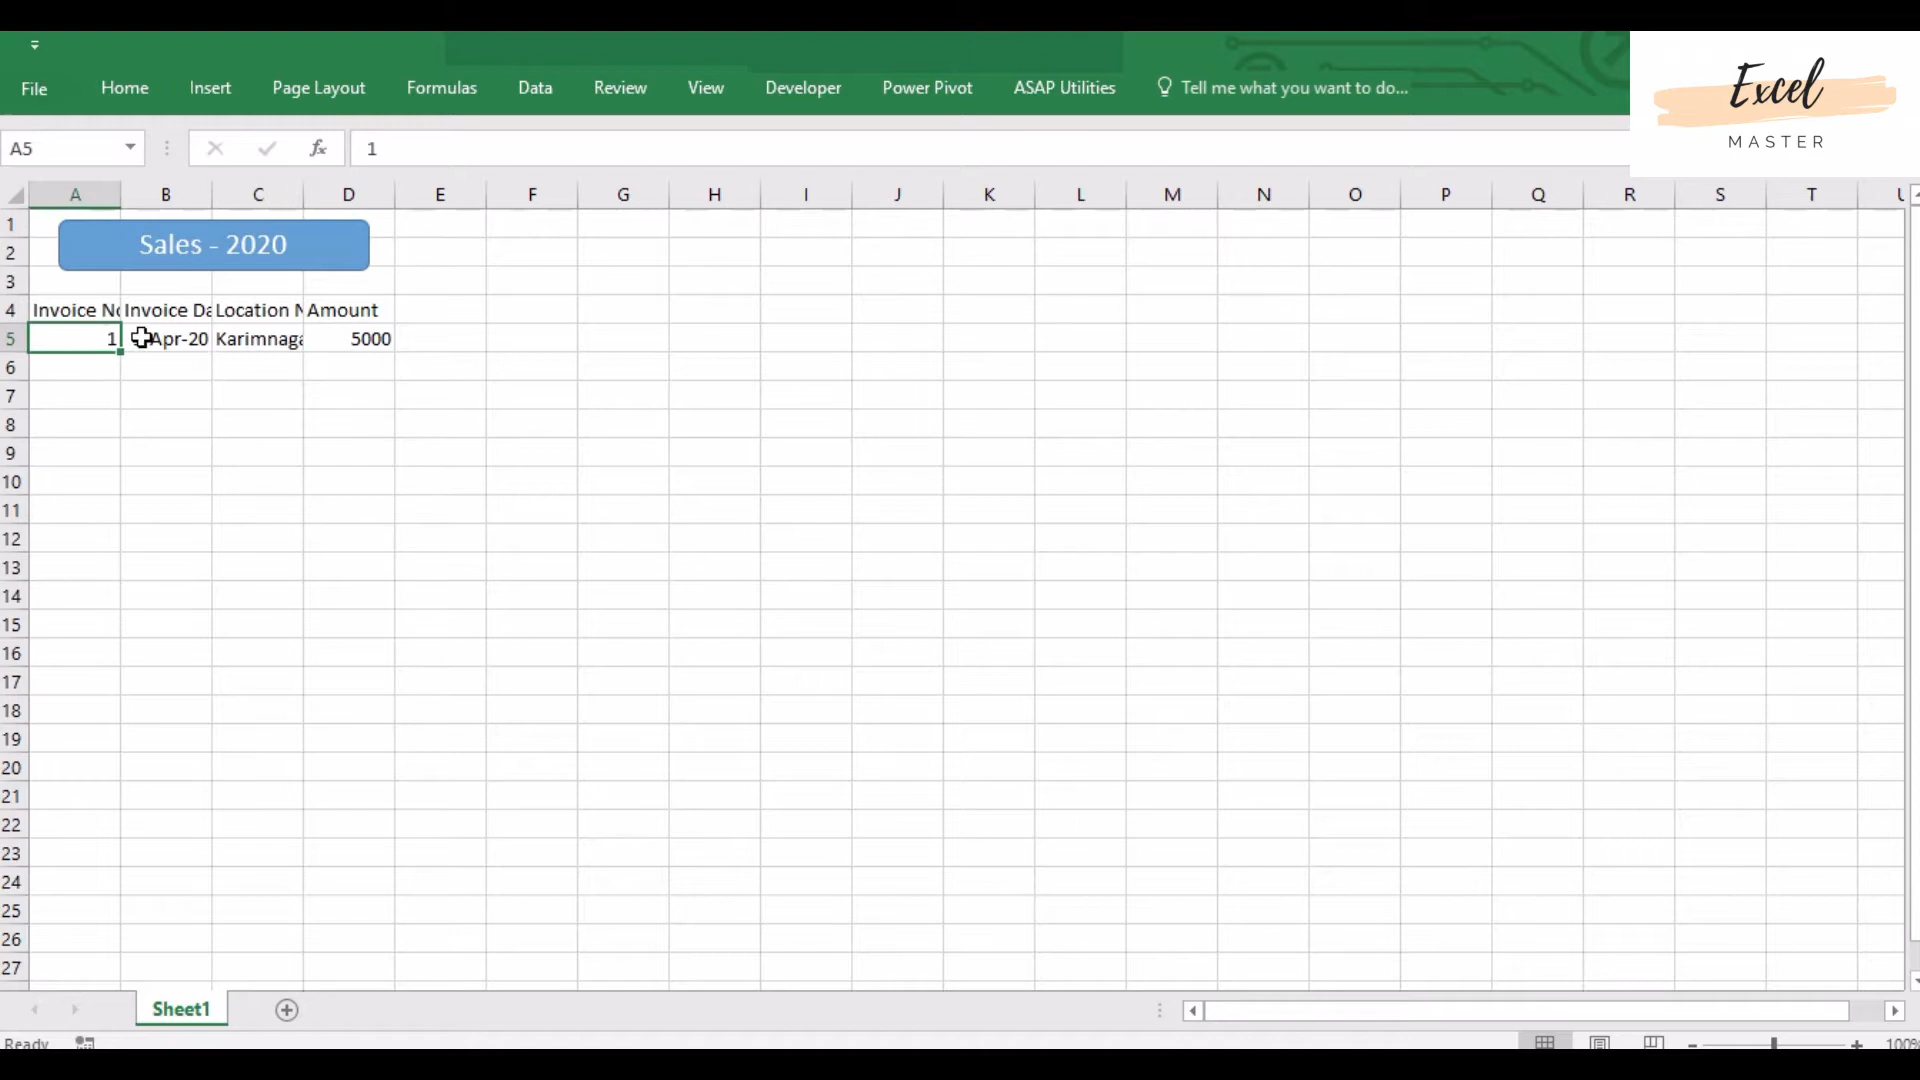 Excel
MASTER
File Home Insert Page Layout Formulas Data Review View Developer Power Pivot ASAP Utilities Tell me what you want to do...
A5 fx 1
A B C D E F G H I J K L M N O P Q R S T
1
Sales - 2020
2
3
4 Invoice Invoice Location Amount
5 1 Apr-20 5000
6
7
8
9
10
11
12
13
14
15
16
17
18
19
20
21
22
23
24
25
26
27
Sheet1
Ready 100%